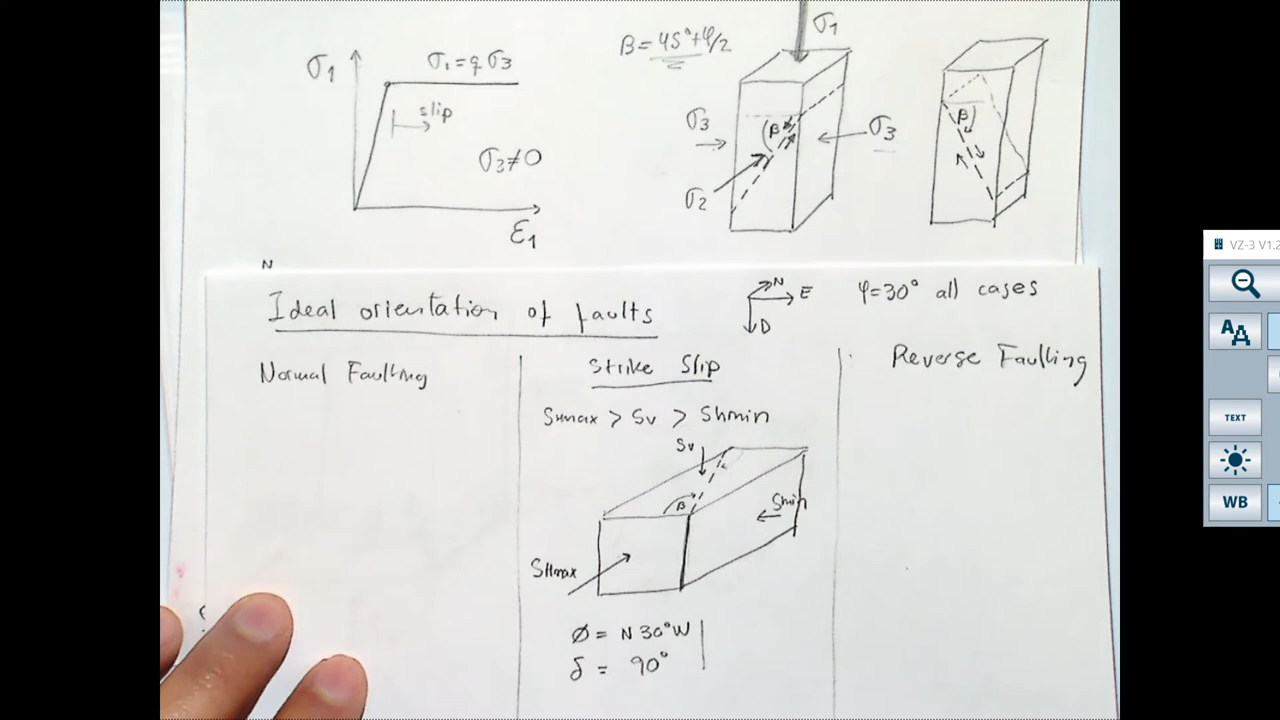 σ1
σ1 = q σ3
slip
σ3≠0
ε1
β = 45°+φ/2
σ1
σ3
β
σ3
σ2
β
N
Ideal orientation of faults
N
E
D
φ=30° all cases
Normal Faulting
Strike Slip
SHmax > Sv > Shmin
Sv
β
Shmin
SHmax
Ø = N 30°W
δ = 90°
Reverse Faulting
VZ-3 V1.2
AA
TEXT
WB